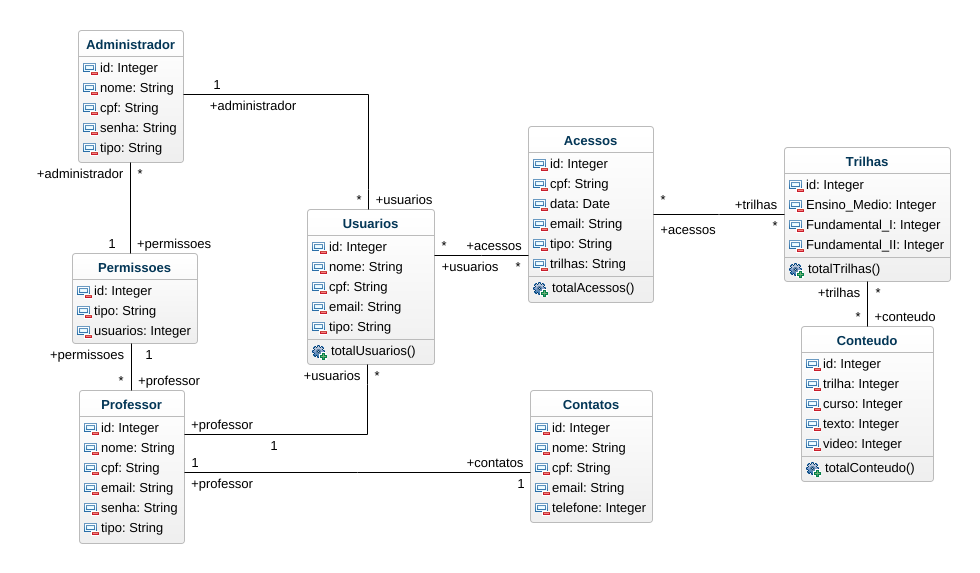 Administrador
id: Integer
nome: String
cpf: String
senha: String
tipo: String
1
+administrador
+administrador
*
1
+permissoes
Permissoes
id: Integer
tipo: String
usuarios: Integer
+permissoes
1
*
+professor
Professor
id: Integer
nome: String
cpf: String
email: String
senha: String
tipo: String
*
+usuarios
Usuarios
id: Integer
nome: String
cpf: String
email: String
tipo: String
totalUsuarios()
+usuarios
*
+professor
1
1
+professor
+contatos
1
*
+acessos
+usuarios
*
Acessos
id: Integer
cpf: String
data: Date
email: String
tipo: String
trilhas: String
totalAcessos()
*
+trilhas
+acessos
*
Contatos
id: Integer
nome: String
cpf: String
email: String
telefone: Integer
Trilhas
id: Integer
Ensino_Medio: Integer
Fundamental_I: Integer
Fundamental_II: Integer
totalTrilhas()
+trilhas
*
*
+conteudo
Conteudo
id: Integer
trilha: Integer
curso: Integer
texto: Integer
video: Integer
totalConteudo()